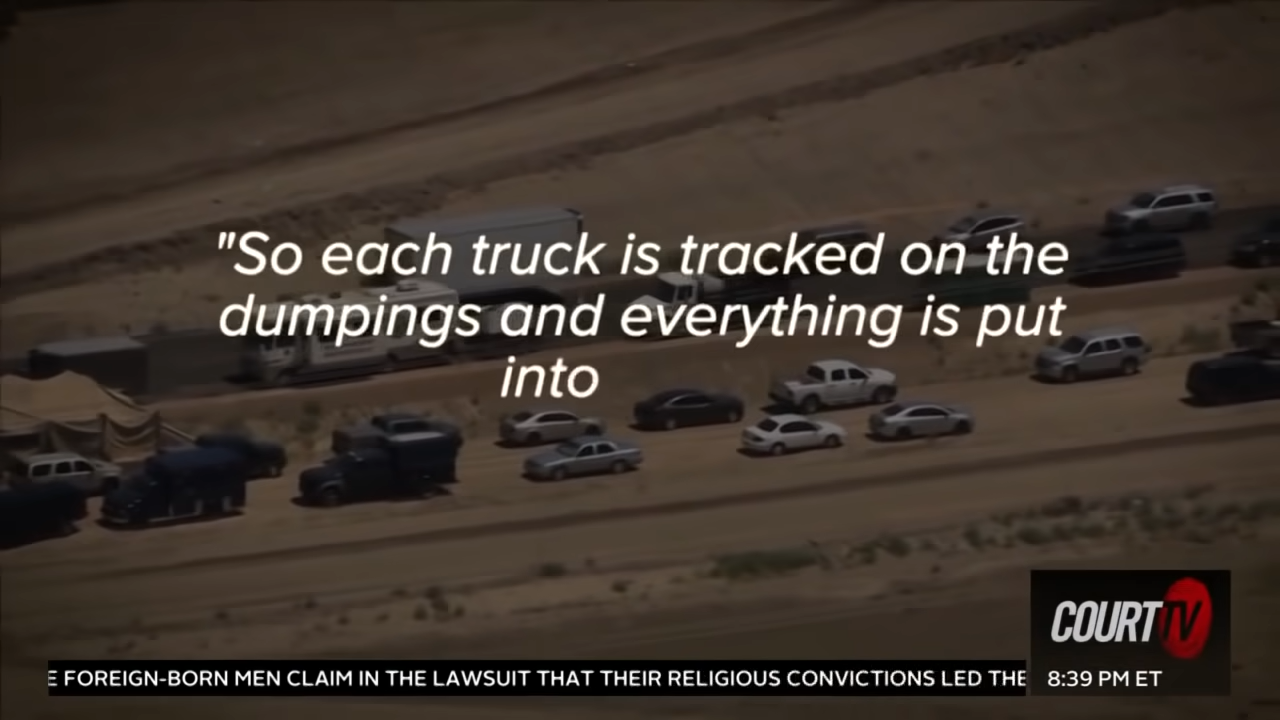 "So each truck is tracked on the
dumpings and everything is put
into
COURT TV
FOREIGN-BORN MEN CLAIM IN THE LAWSUIT THAT THEIR RELIGIOUS CONVICTIONS LED THE
8:39 PM ET